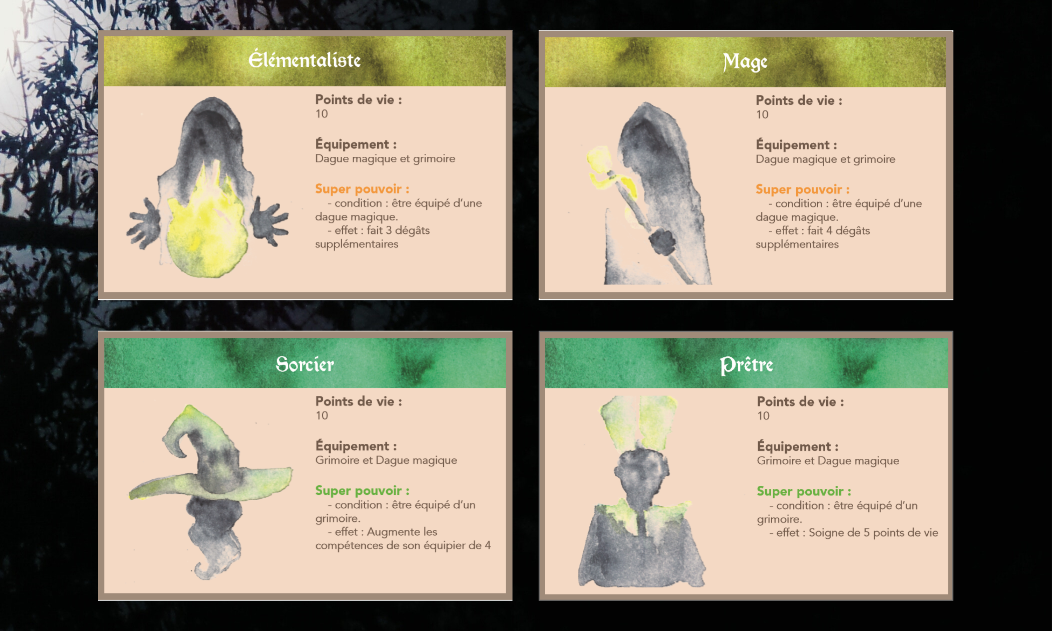 Élémentaliste
Points de vie :
10
Équipement :
Dague magique et grimoire
Super pouvoir :
- condition : être équipé d'une
dague magique.
- effet : fait 3 dégâts
supplémentaires
Mage
Points de vie :
10
Équipement :
Dague magique et grimoire
Super pouvoir :
- condition : être équipé d'une
dague magique.
- effet : fait 4 dégâts
supplémentaires
Sorcier
Points de vie :
10
Équipement :
Grimoire et Dague magique
Super pouvoir :
- condition : être équipé d'un
grimoire.
- effet : Augmente les
compétences de son équipier de 4
Prêtre
Points de vie :
10
Équipement :
Grimoire et Dague magique
Super pouvoir :
- condition : être équipé d'un
grimoire.
- effet : Soigne de 5 points de vie